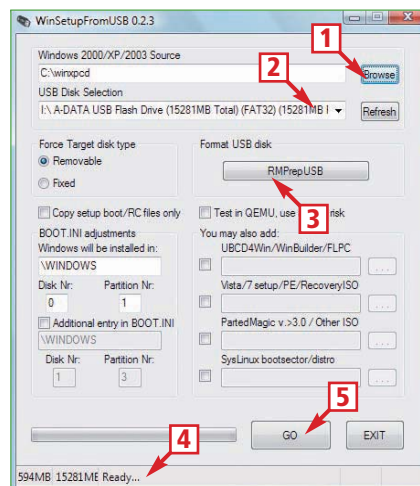 WinSetupFromUSB 0.2.3
1
Windows 2000/XP/2003 Source
C:\winxpcd
Browse
2
USB Disk Selection
I:\ A-DATA USB Flash Drive (15281MB Total) (FAT32) (15281MB
Refresh
Force Target disk type
Removable
Fixed
Format USB disk
RMPrepUSB
3
Copy setup boot/RC files only
Test in QEMU, use risk
BOOT.INI adjustments
Windows will be installed in:
\WINDOWS
Disk Nr: Partition Nr:
0 1
Additional entry in BOOT.INI
\WINDOWS
Disk Nr: Partition Nr:
1 3
You may also add:
UBCD4Win/WinBuilder/FLPC
...
Vista/7 setup/PE/RecoveryISO
...
PartedMagic v.>3.0 / Other ISO
...
SysLinux bootsector/distro
...
5
4
GO
EXIT
594MB 15281ME Ready...